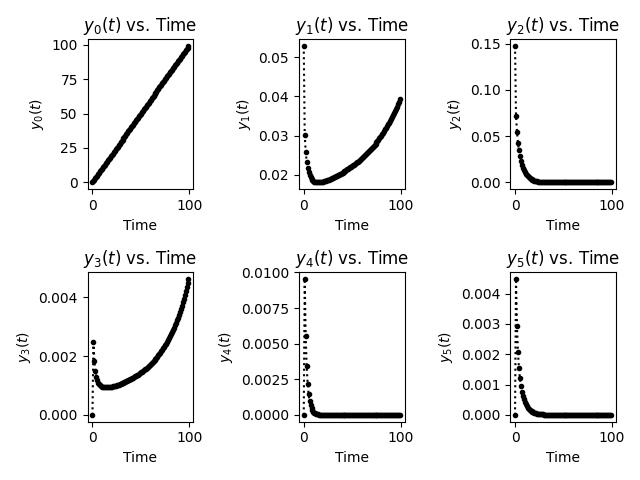 y₀(t) vs. Time
y₀(t)
100
75
50
25
0
0
100
Time
y₁(t) vs. Time
y₁(t)
0.05
0.04
0.03
0.02
0
100
Time
y₂(t) vs. Time
y₂(t)
0.15
0.10
0.05
0.00
0
100
Time
y₃(t) vs. Time
y₃(t)
0.004
0.002
0.000
0
100
Time
y₄(t) vs. Time
y₄(t)
0.0100
0.0075
0.0050
0.0025
0.0000
0
100
Time
y₅(t) vs. Time
y₅(t)
0.004
0.003
0.002
0.001
0.000
0
100
Time